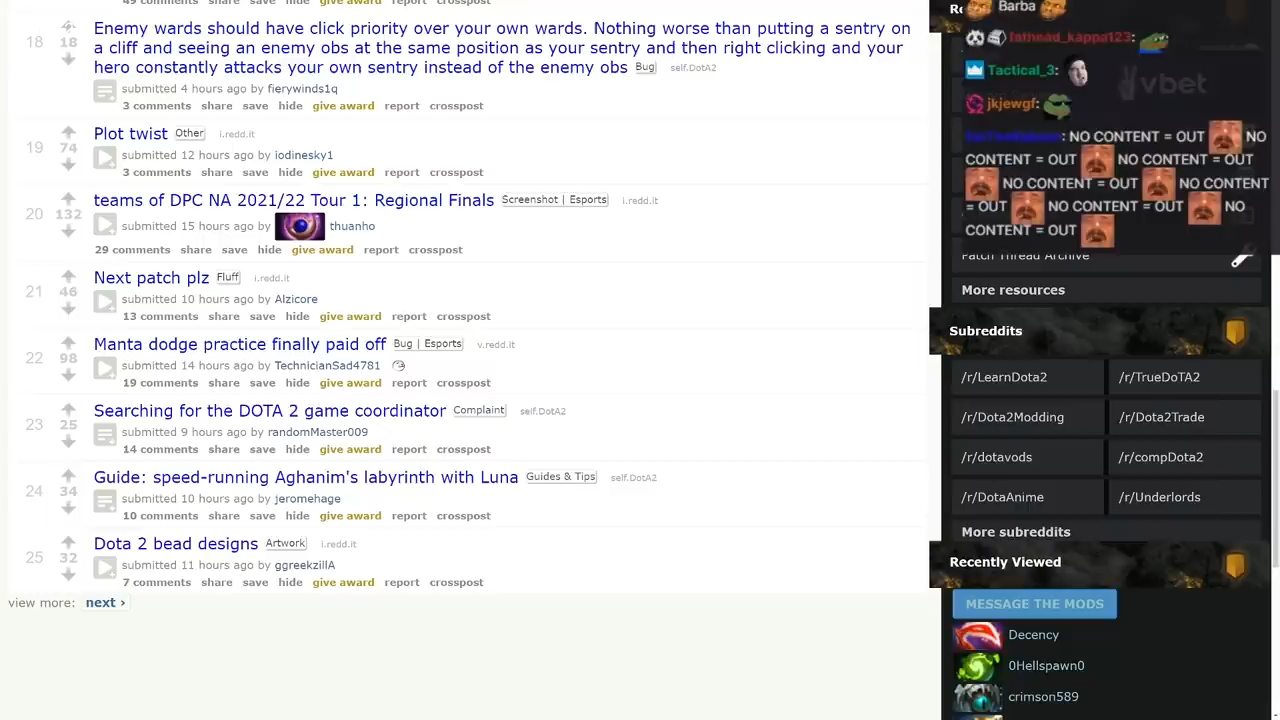 18
18
Enemy wards should have click priority over your own wards. Nothing worse than putting a sentry on
a cliff and seeing an enemy obs at the same position as your sentry and then right clicking and your
hero constantly attacks your own sentry instead of the enemy obs Bug self.DotA2
submitted 4 hours ago by fierywinds1q
3 comments share save hide give award report crosspost
19
74
Plot twist Other i.redd.it
submitted 12 hours ago by iodinesky1
3 comments share save hide give award report crosspost
20
132
teams of DPC NA 2021/22 Tour 1: Regional Finals Screenshot | Esports i.redd.it
submitted 15 hours ago by thuanho
29 comments share save hide give award report crosspost
21
46
Next patch plz Fluff i.redd.it
submitted 10 hours ago by Alzicore
13 comments share save hide give award report crosspost
22
98
Manta dodge practice finally paid off Bug | Esports v.redd.it
submitted 14 hours ago by TechnicianSad4781
19 comments share save hide give award report crosspost
23
25
Searching for the DOTA 2 game coordinator Complaint self.DotA2
submitted 9 hours ago by randomMaster009
14 comments share save hide give award report crosspost
24
34
Guide: speed-running Aghanim's labyrinth with Luna Guides & Tips self.DotA2
submitted 10 hours ago by jeromehage
10 comments share save hide give award report crosspost
25
32
Dota 2 bead designs Artwork i.redd.it
submitted 11 hours ago by ggreekzillA
7 comments share save hide give award report crosspost
view more: next ›
Barba
fathead_kappa123:
Tactical_3:
vbet
jkjewgf:
NO CONTENT = OUT NO
CONTENT = OUT NO CONTENT = OUT
NO CONTENT = OUT NO CONTENT
= OUT NO CONTENT = OUT NO
CONTENT = OUT
Patch Thread Archive
More resources
Subreddits
/r/LearnDota2 /r/TrueDoTA2
/r/Dota2Modding /r/Dota2Trade
/r/dotavods /r/compDota2
/r/DotaAnime /r/Underlords
More subreddits
Recently Viewed
MESSAGE THE MODS
Decency
0Hellspawn0
crimson589